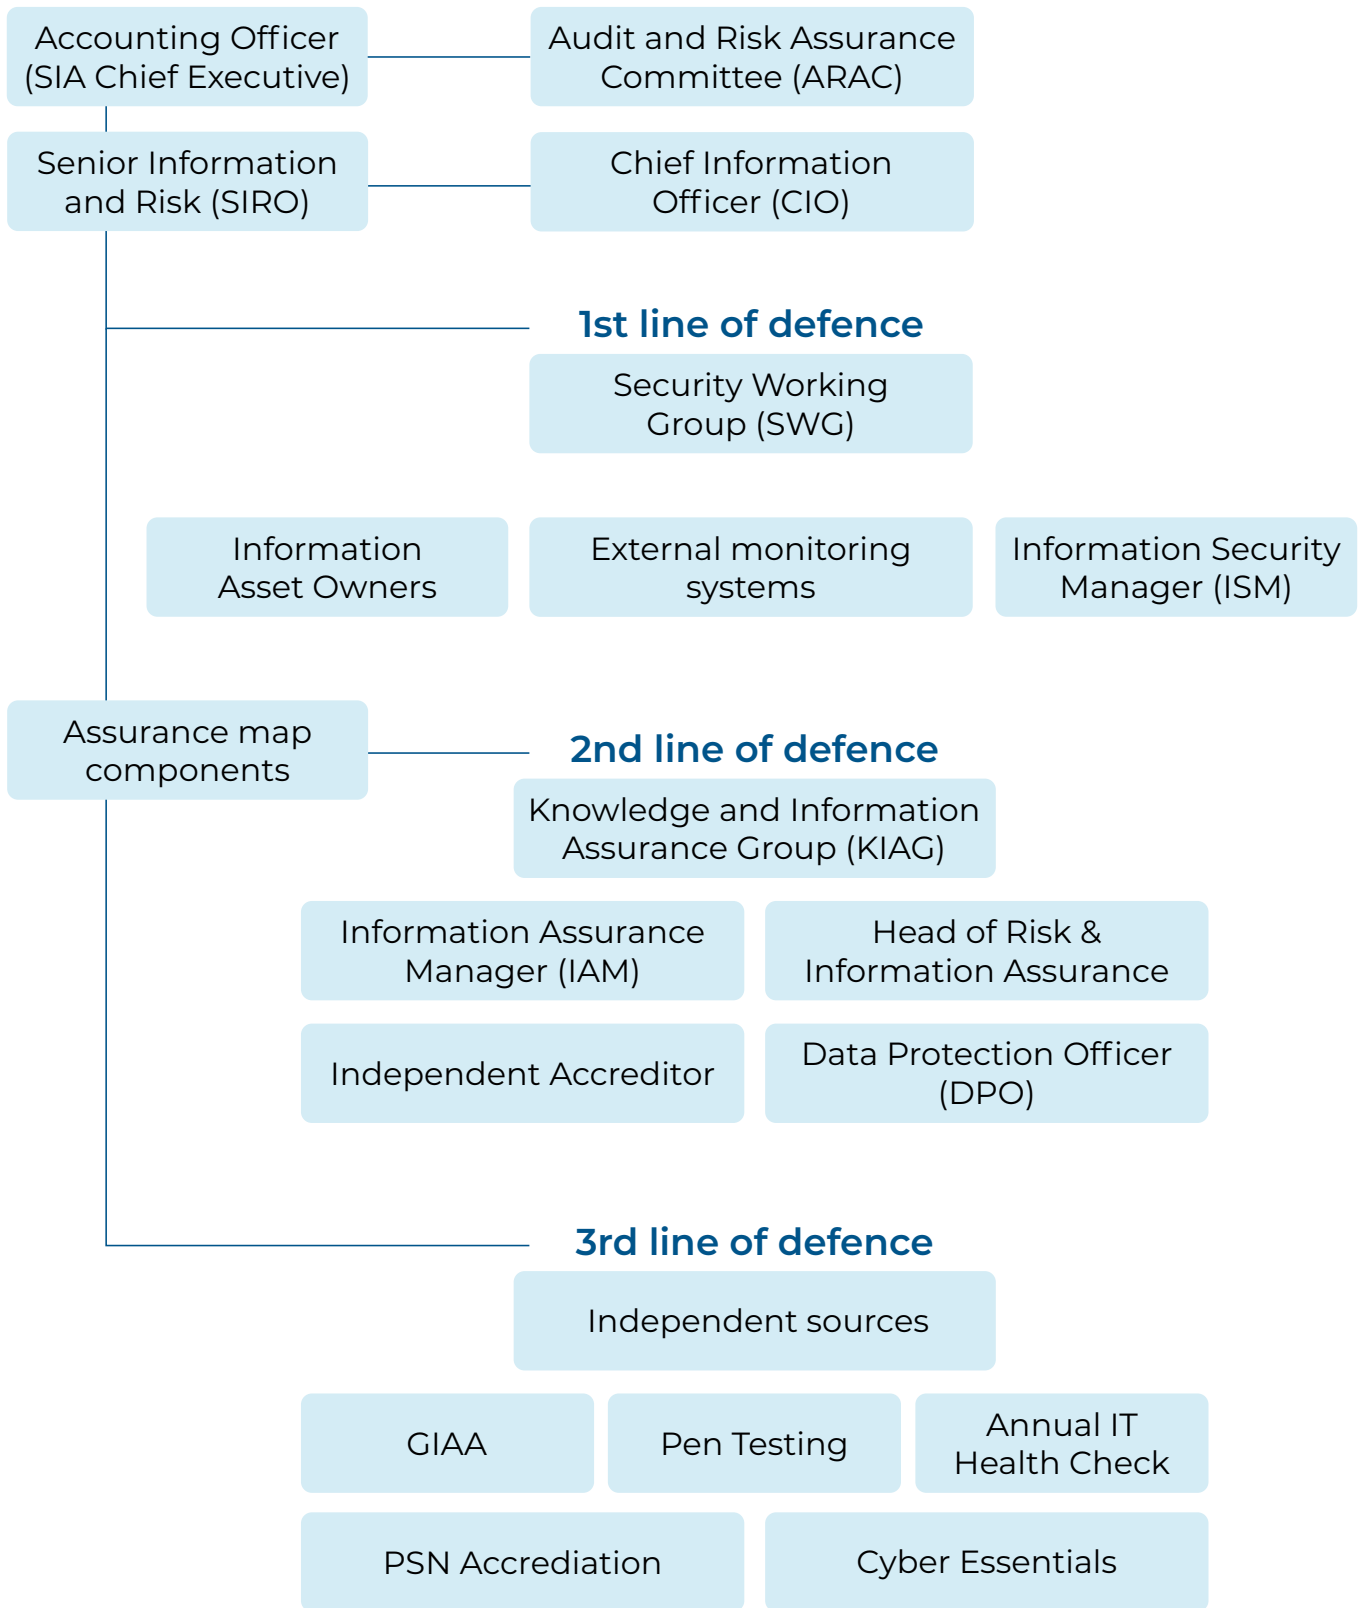 Accounting Officer
(SIA Chief Executive)
Audit and Risk Assurance
Committee (ARAC)
Senior Information
and Risk (SIRO)
Chief Information
Officer (CIO)
1st line of defence
Security Working
Group (SWG)
Information
Asset Owners
External monitoring
systems
Information Security
Manager (ISM)
Assurance map
components
2nd line of defence
Knowledge and Information
Assurance Group (KIAG)
Information Assurance
Manager (IAM)
Head of Risk &
Information Assurance
Independent Accreditor
Data Protection Officer
(DPO)
3rd line of defence
Independent sources
GIAA
Pen Testing
Annual IT
Health Check
PSN Accrediation
Cyber Essentials